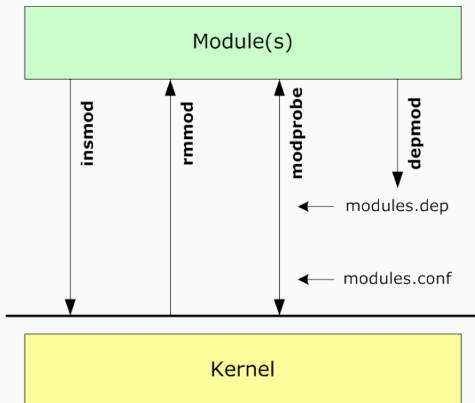 Module(s)
insmod
rmmod
modprobe
depmod
modules.dep
modules.conf
Kernel